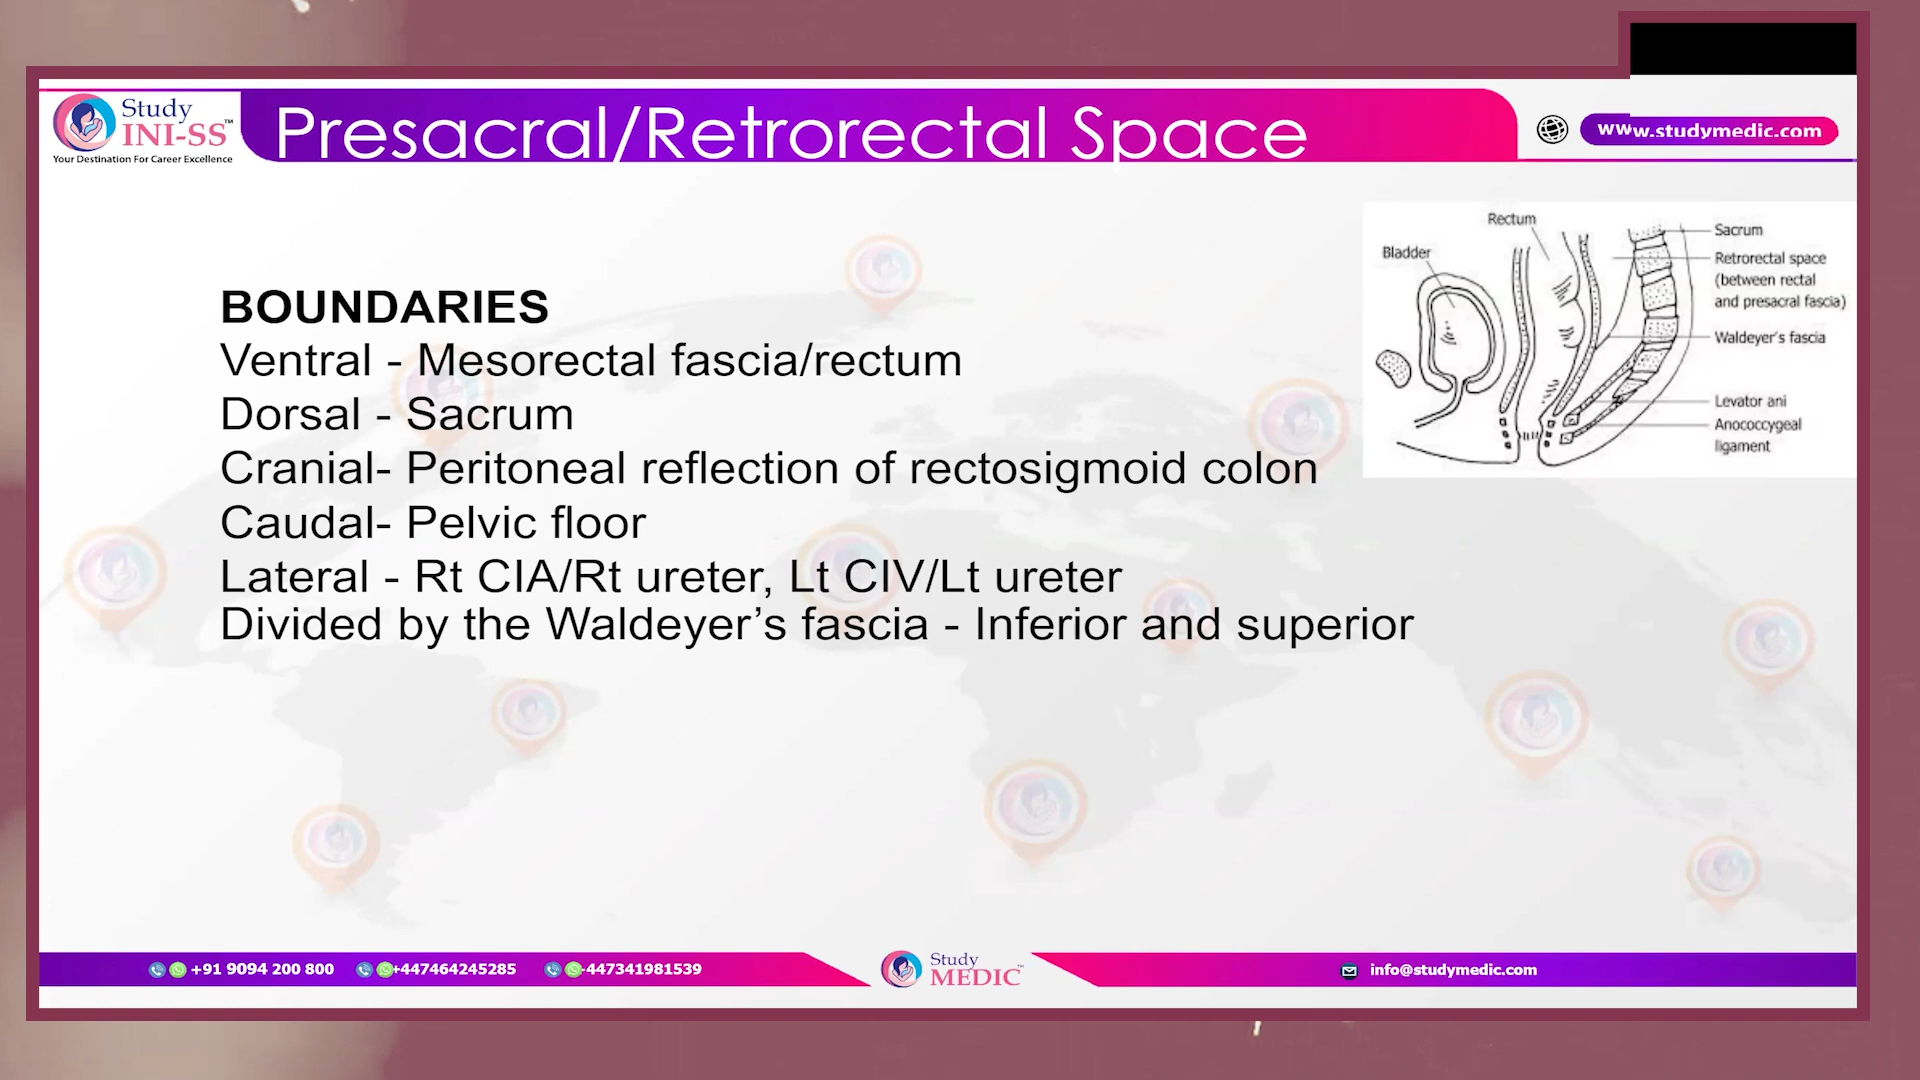 Study
INI-SS™
Your Destination For Career Excellence
Presacral/Retrorectal Space
www.studymedic.com
BOUNDARIES
Ventral - Mesorectal fascia/rectum
Dorsal - Sacrum
Cranial- Peritoneal reflection of rectosigmoid colon
Caudal- Pelvic floor
Lateral - Rt CIA/Rt ureter, Lt CIV/Lt ureter
Divided by the Waldeyer’s fascia - Inferior and superior
Rectum
Bladder
Sacrum
Retrorectal space
(between rectal
and presacral fascia)
Waldeyer's fascia
Levator ani
Anococcygeal
ligament
+91 9094 200 800
+447464245285
-447341981539
Study
MEDIC™
info@studymedic.com